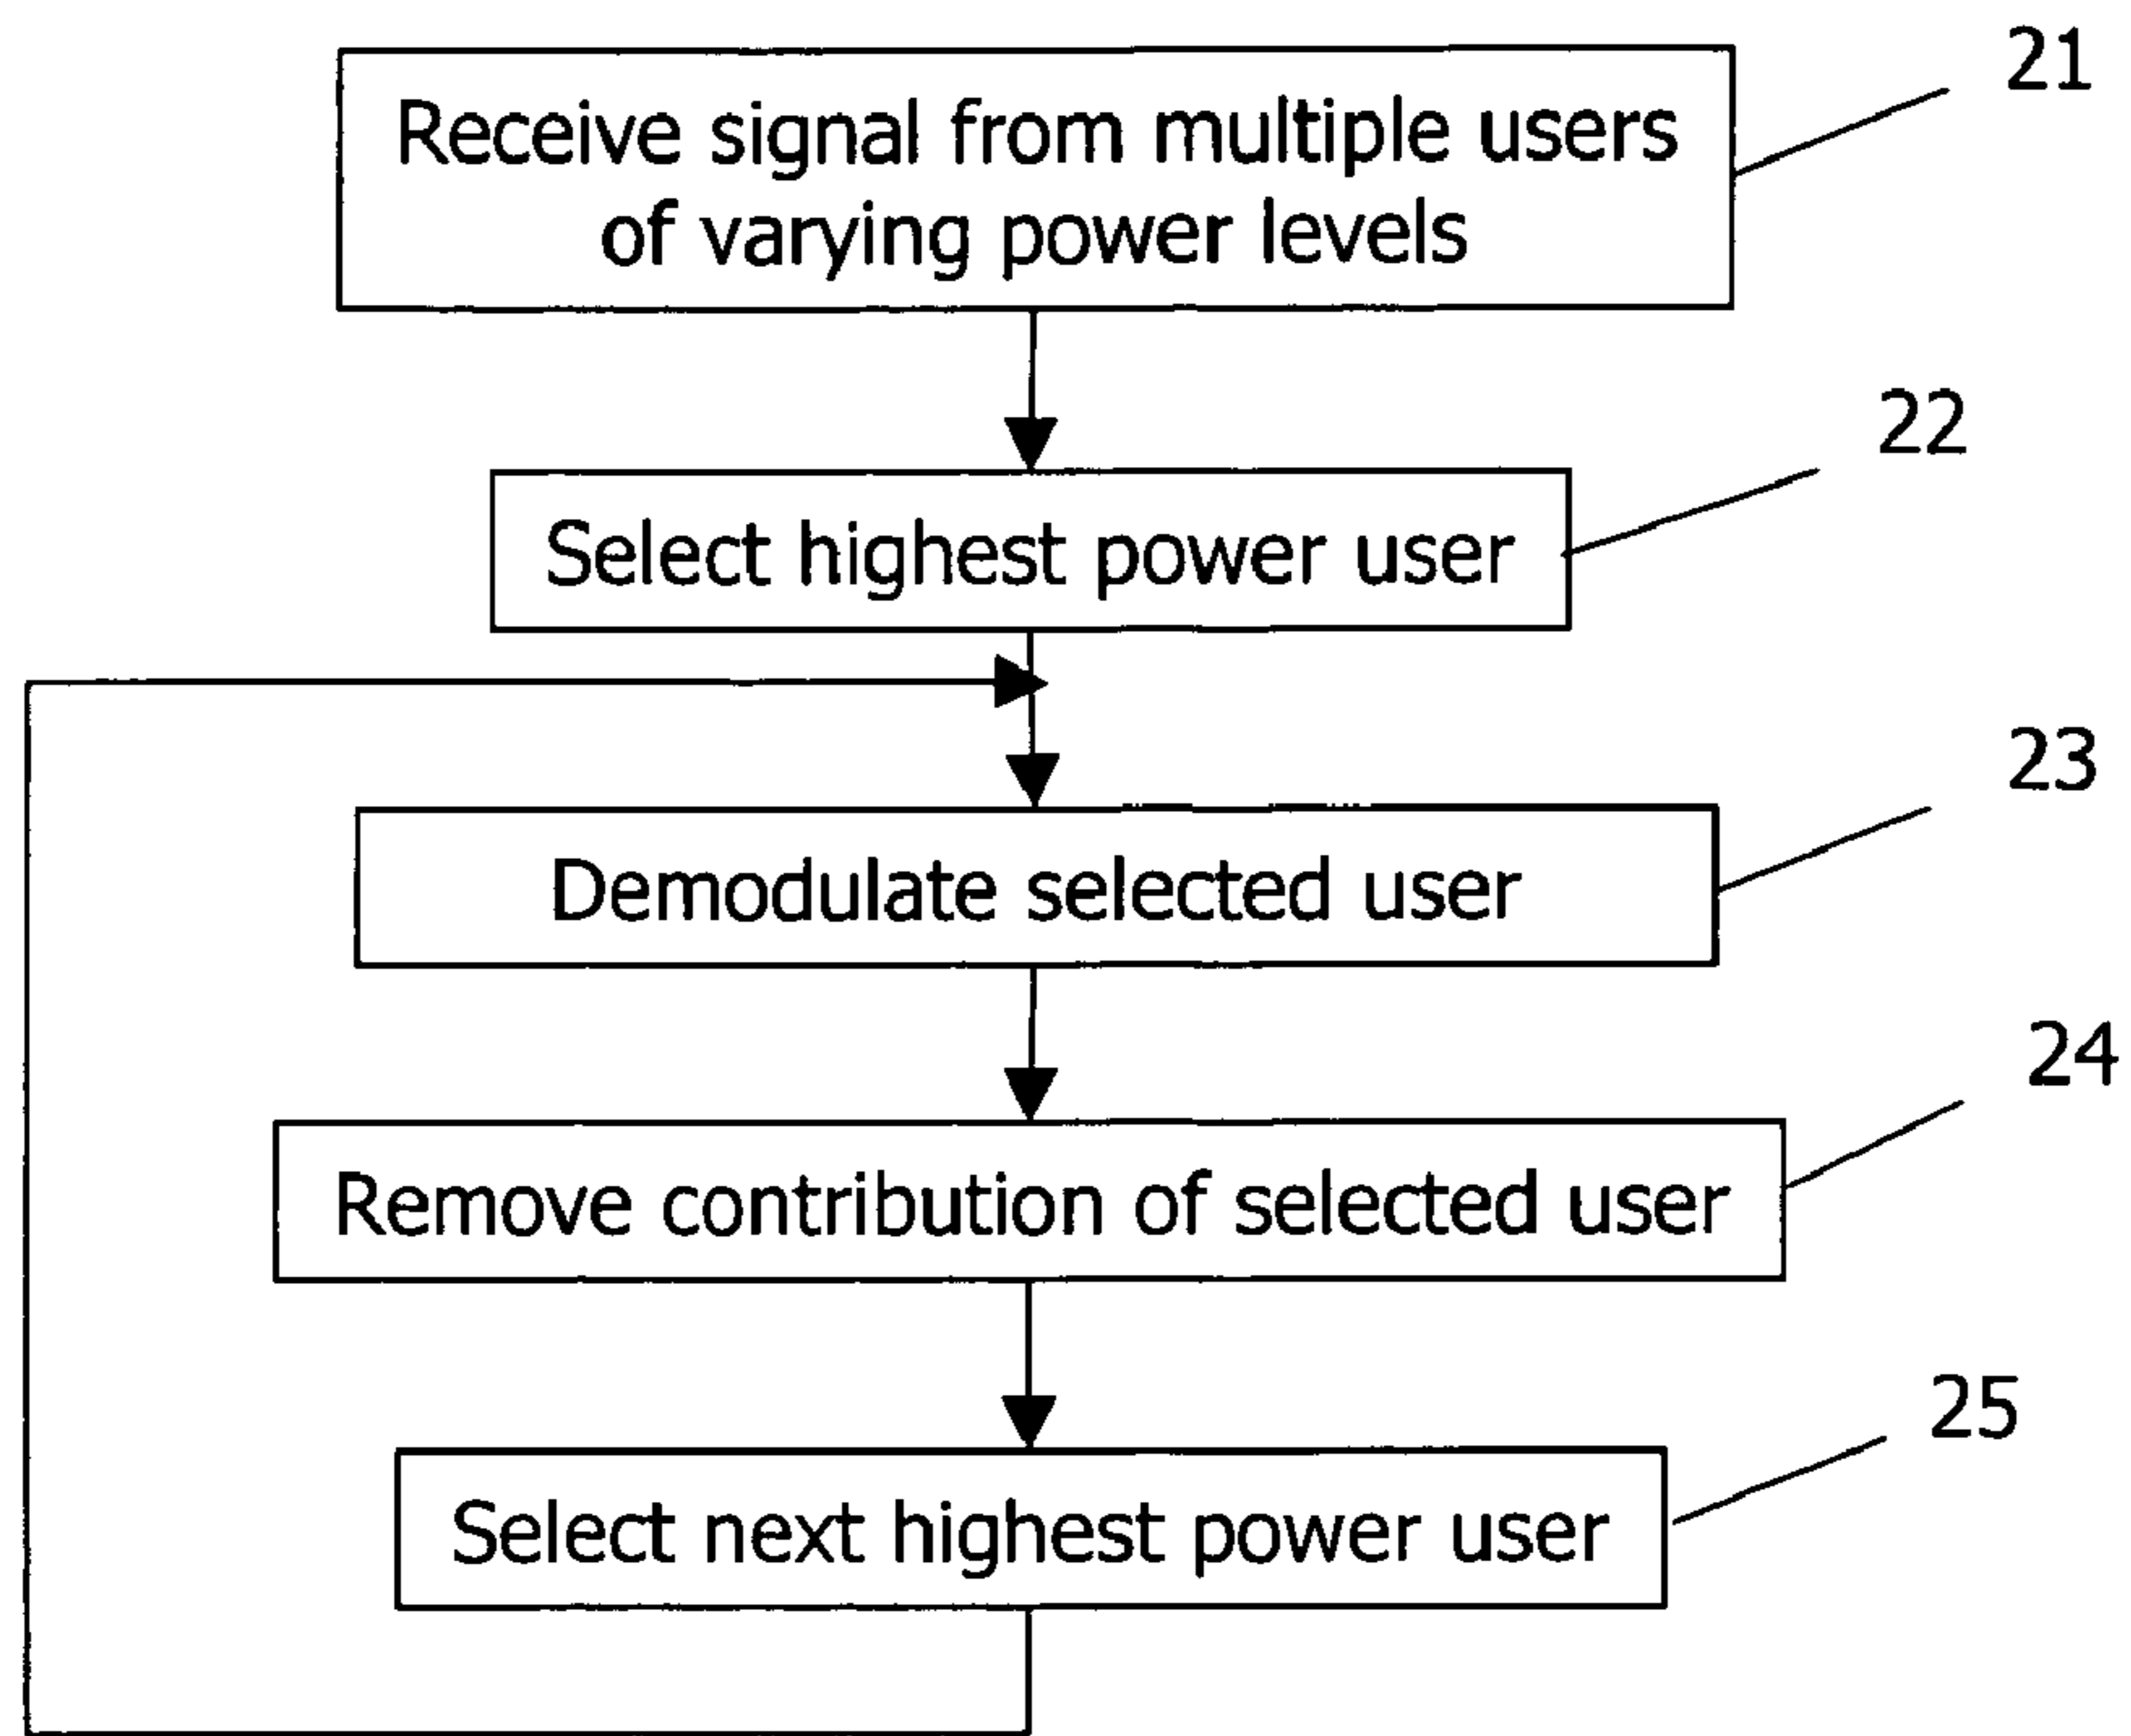 21
Receive signal from multiple users
of varying power levels
22
Select highest power user
23
Demodulate selected user
24
Remove contribution of selected user
25
Select next highest power user